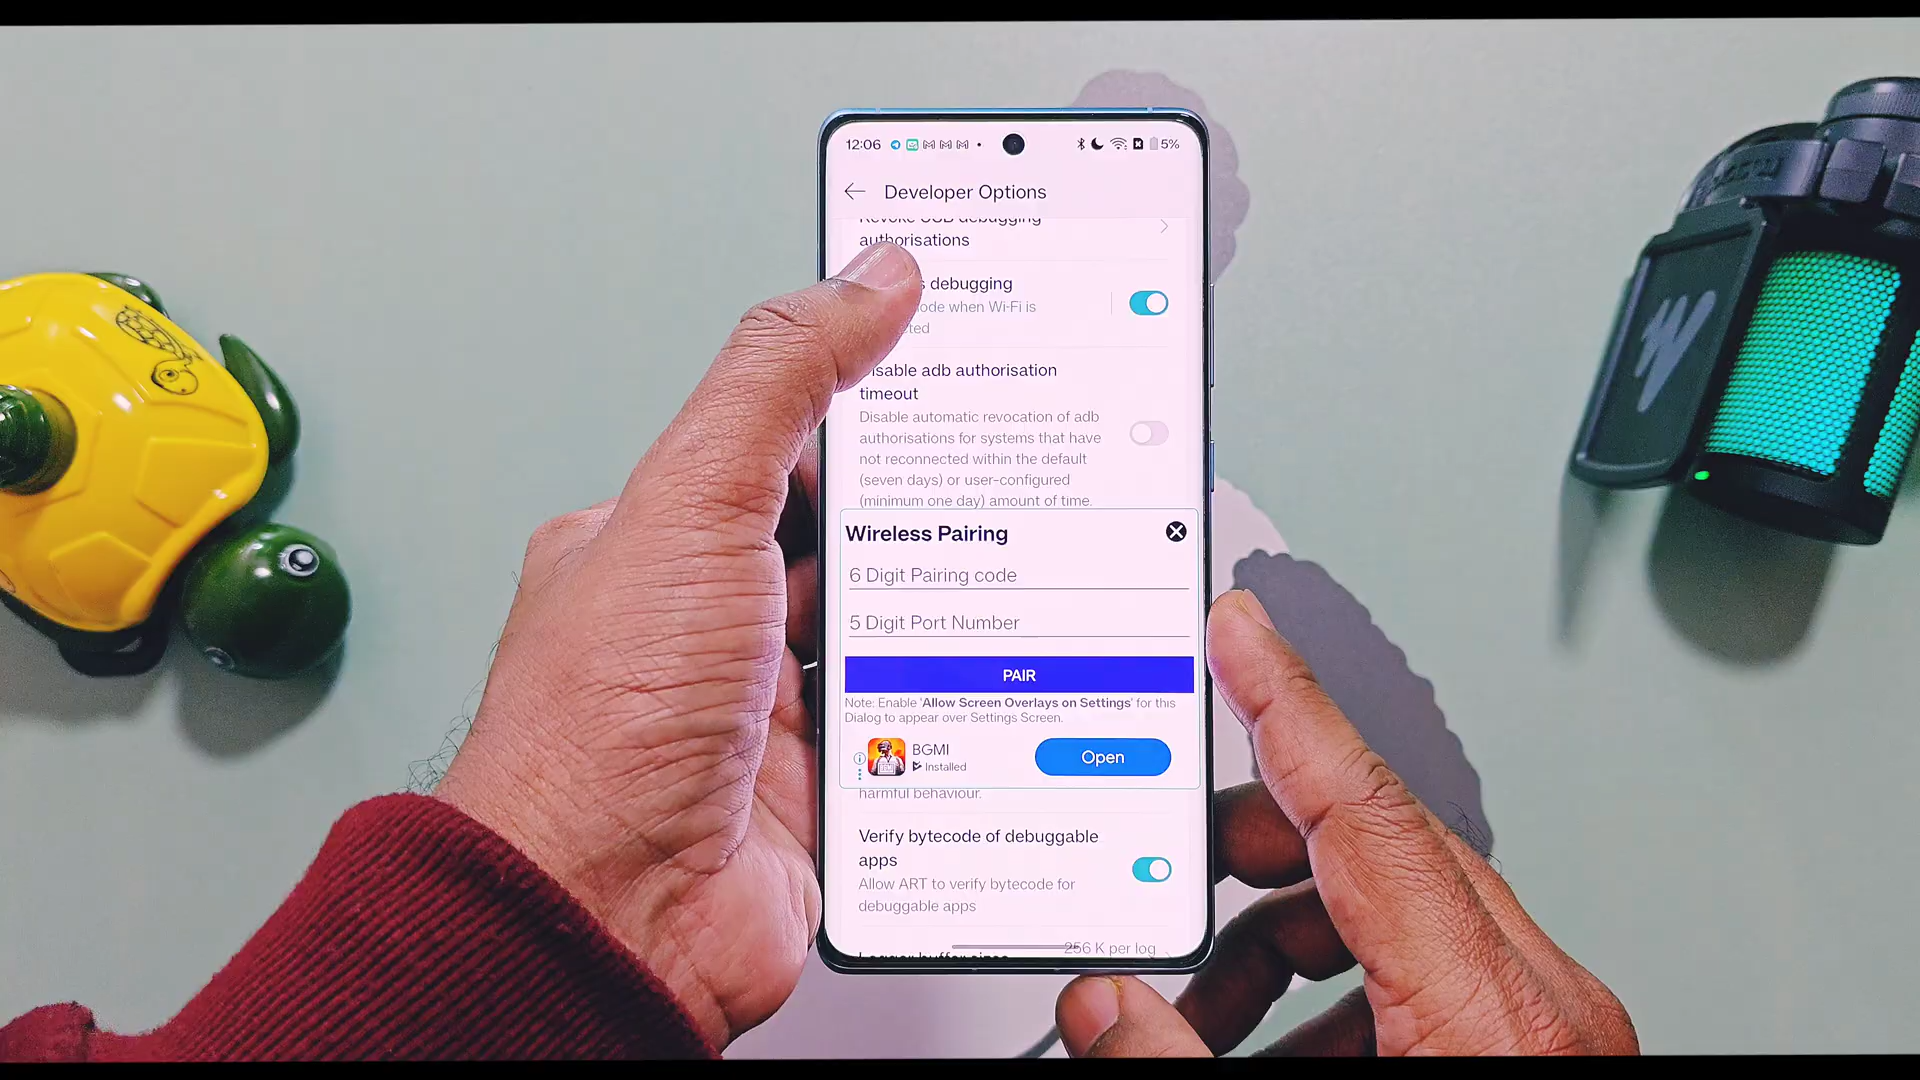 12:06
5%
Developer Options
authorisations
debugging
ode when Wi-Fi is
Disable adb authorisation
timeout
Disable automatic revocation of adb
authorisations for systems that have
not reconnected within the default
(seven days) or user-configured
(minimum one day) amount of time.
Wireless Pairing
6 Digit Pairing code
5 Digit Port Number
PAIR
Note: Enable 'Allow Screen Overlays on Settings' for this
Dialog to appear over Settings Screen.
BGMI
Installed
Open
harmful behaviour.
Verify bytecode of debuggable
apps
Allow ART to verify bytecode for
debuggable apps
256 K per log